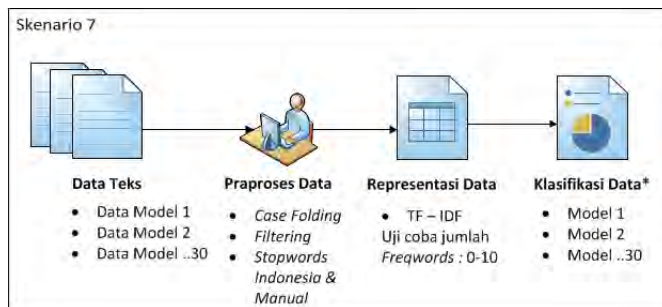 Skenario 7
Data Teks
• Data Model 1
• Data Model 2
• Data Model ..30
Praproses Data
• Case Folding
• Filtering
• Stopwords
Indonesia &
Manual
Representasi Data
• TF – IDF
Uji coba jumlah
Freqwords : 0-10
Klasifikasi Data*
• Model 1
• Model 2
• Model ..30